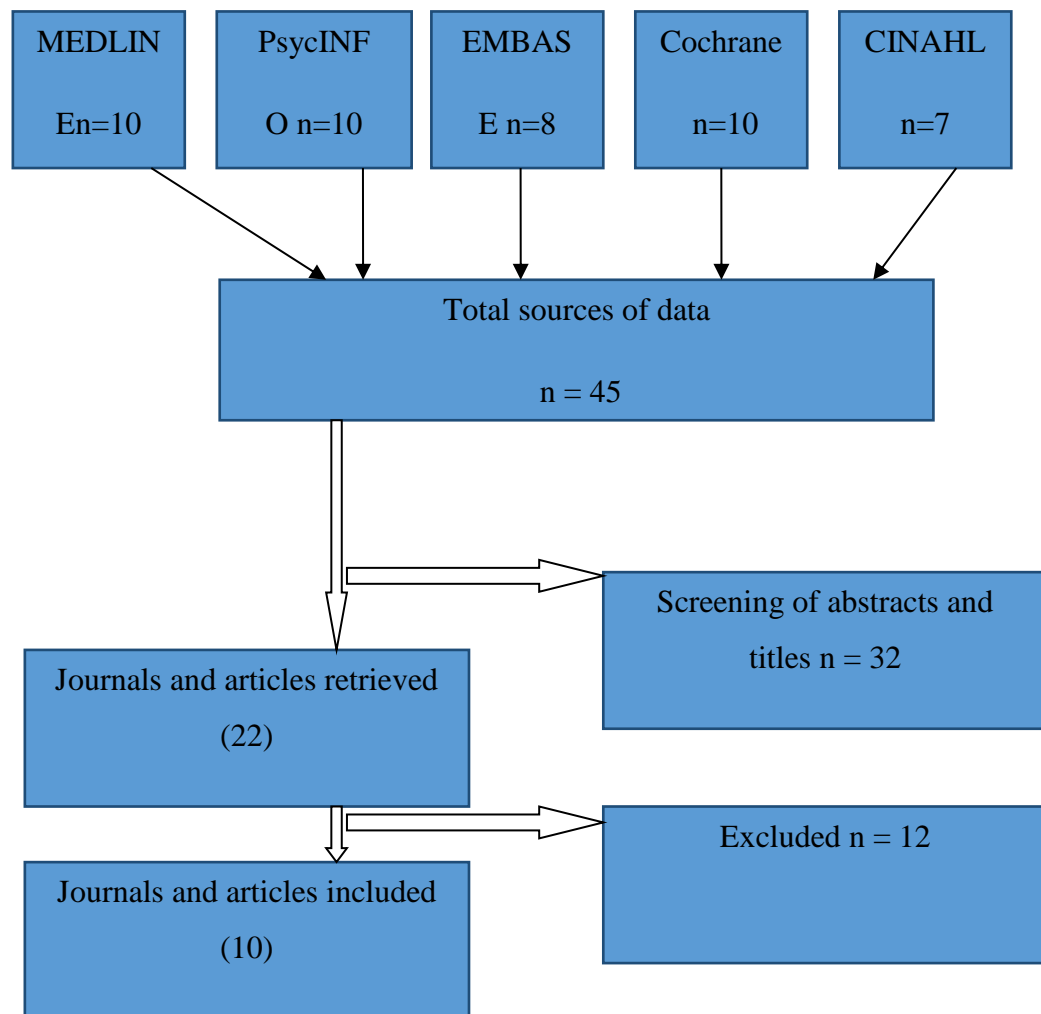 MEDLIN
En=10
PsycINF
O n=10
EMBAS
E n=8
Cochrane
n=10
CINAHL
n=7
Total sources of data
n = 45
Screening of abstracts and
titles n = 32
Journals and articles retrieved
(22)
Excluded n = 12
Journals and articles included
(10)